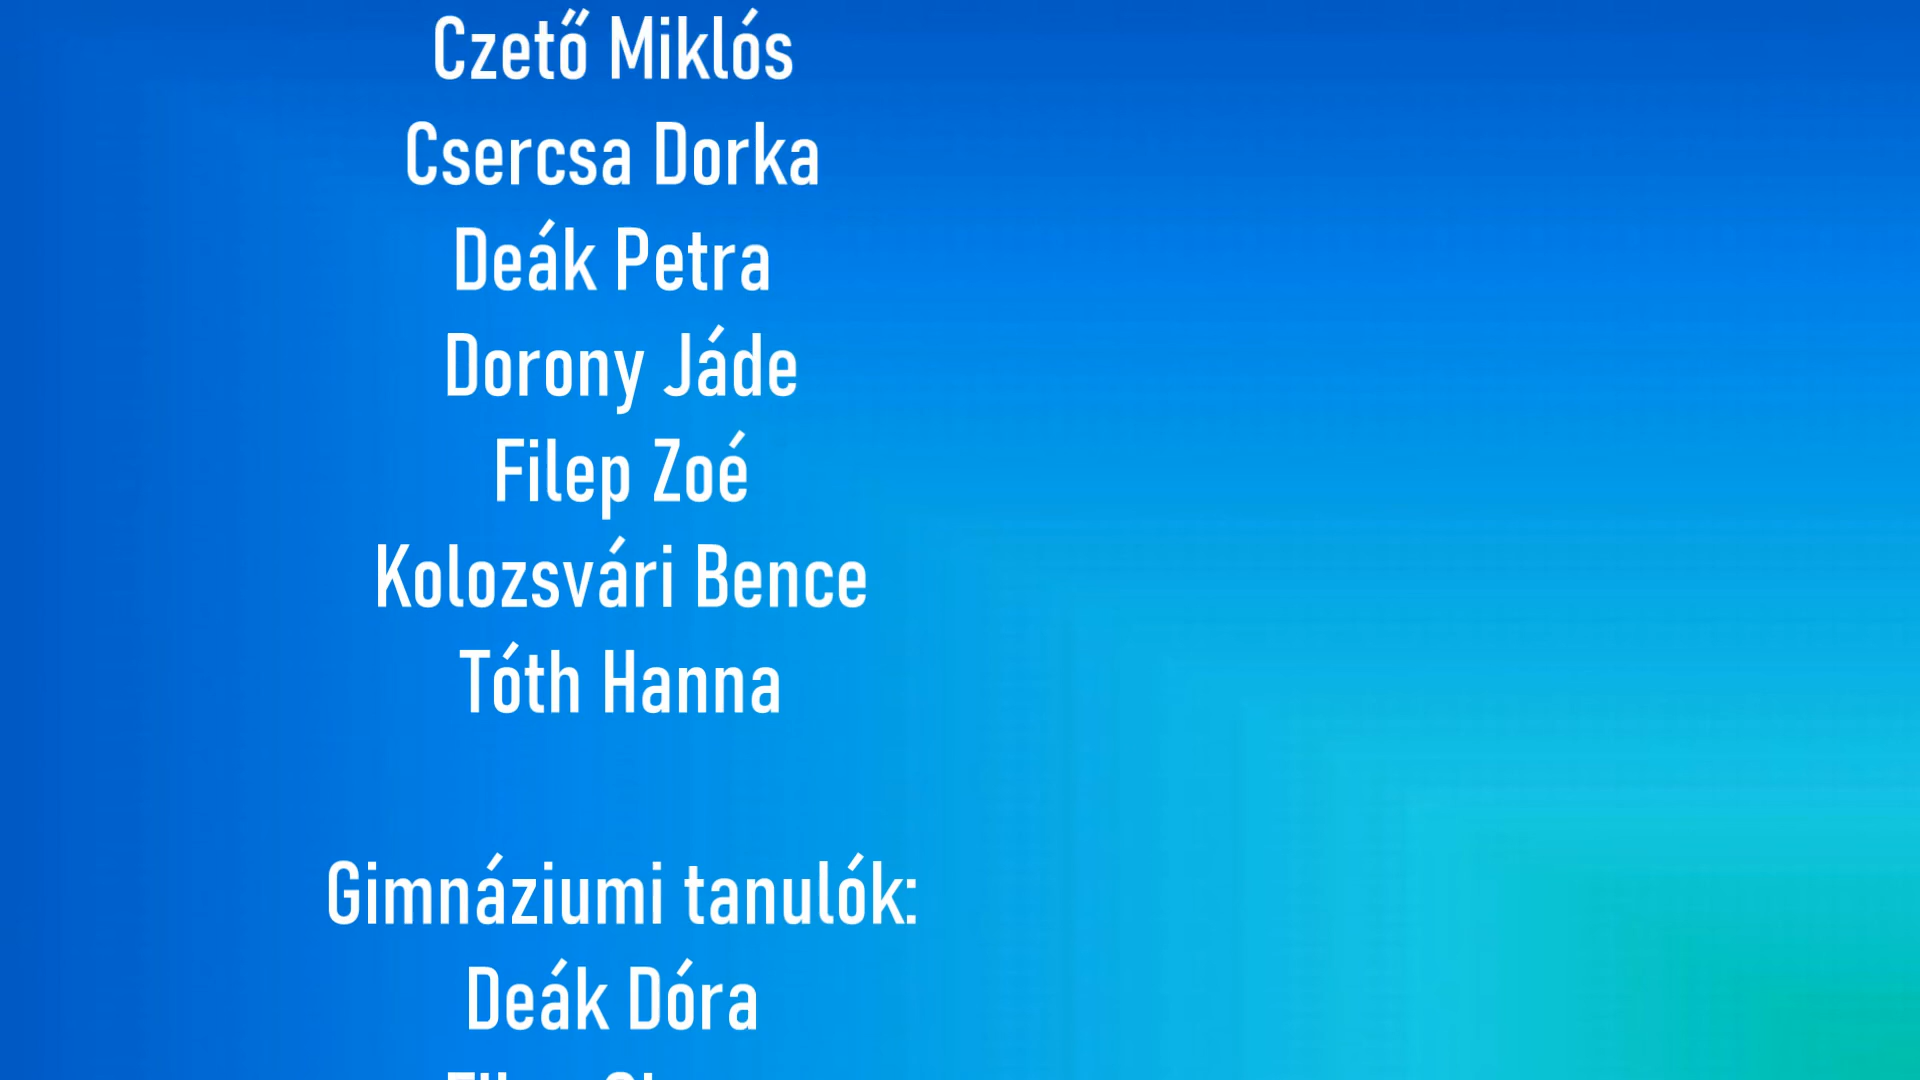 Czető Miklós
Csercsa Dorka
Deák Petra
Dorony Jáde
Filep Zoé
Kolozsvári Bence
Tóth Hanna
Gimnáziumi tanulók:
Deák Dóra